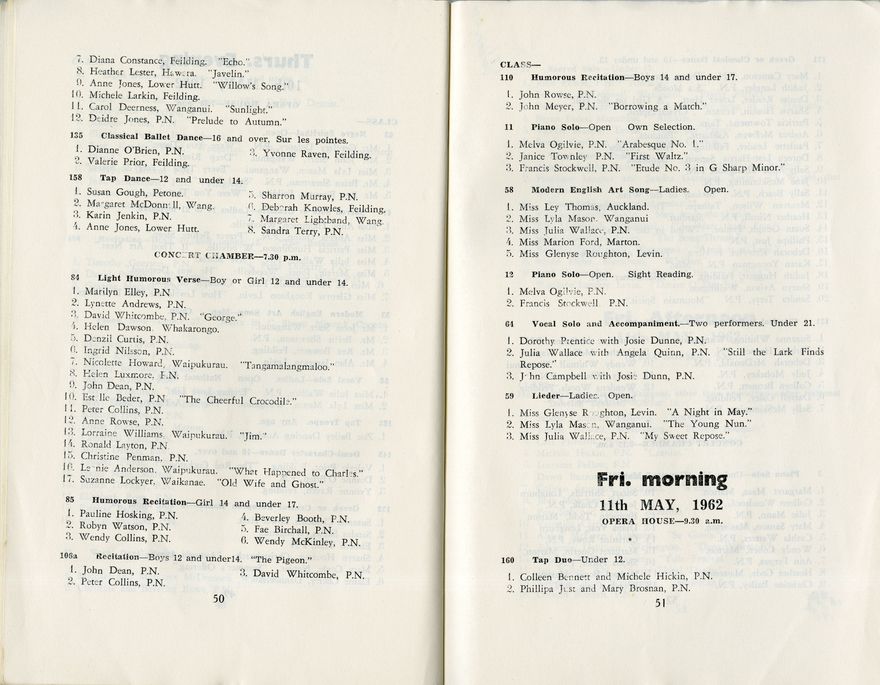 7. Diana Constance, Feilding. "Echo."
8. Heather Lester, Hawera. "Javelin."
9. Anne Jones, Lower Hutt. "Willow's Song."
10. Michele Larkin, Feilding.
11. Carol Deerness, Wanganui. "Sunlight."
12. Deidre Jones, P.N. "Prelude to Autumn."
135 Classical Ballet Dance—16 and over. Sur les pointes.
1. Dianne O'Brien, P.N.
2. Valerie Prior, Feilding.
3. Yvonne Raven, Feilding.
158 Tap Dance—12 and under 14.
1. Susan Gough, Petone.
2. Margaret McDonnell, Wang.
3. Karin Jenkin, P.N.
4. Anne Jones, Lower Hutt.
5. Sharron Murray, P.N.
6. Deborah Knowles, Feilding.
7. Margaret Lightband, Wang.
8. Sandra Terry, P.N.
CONCERT CHAMBER—7.30 p.m.
84 Light Humorous Verse—Boy or Girl 12 and under 14.
1. Marilyn Elley, P.N.
2. Lynette Andrews, P.N.
3. David Whitcombe, P.N. "George."
4. Helen Dawson, Whakarongo.
5. Denzil Curtis, P.N.
6. Ingrid Nilsson, P.N.
7. Nicolette Howard, Waipukurau. "Tangamalangmaloo."
8. Helen Luxmore, P.N.
9. John Dean, P.N.
10. Estelle Beder, P.N. "The Cheerful Crocodile."
11. Peter Collins, P.N.
12. Anne Rowse, P.N.
13. Lorraine Williams, Waipukurau. "Jim."
14. Ronald Layton, P.N.
15. Christine Penman, P.N.
16. Leonie Anderson, Waipukurau. "What Happened to Charles."
17. Suzanne Lockyer, Waikanae. "Old Wife and Ghost."
85 Humorous Recitation—Girl 14 and under 17.
1. Pauline Hosking, P.N.
2. Robyn Watson, P.N.
3. Wendy Collins, P.N.
4. Beverley Booth, P.N.
5. Fae Birchall, P.N.
6. Wendy McKinley, P.N.
106a Recitation—Boys 12 and under14. "The Pigeon."
1. John Dean, P.N.
2. Peter Collins, P.N.
3. David Whitcombe, P.N.
50
CLASS—
110 Humorous Recitation—Boys 14 and under 17.
1. John Rowse, P.N.
2. John Meyer, P.N. "Borrowing a Match."
11 Piano Solo—Open Own Selection.
1. Melva Ogilvie, P.N. "Arabesque No. 1."
2. Janice Townley P.N. "First Waltz."
3. Francis Stockwell, P.N. "Etude No. 3 in G Sharp Minor."
58 Modern English Art Song—Ladies. Open.
1. Miss Ley Thomas, Auckland.
2. Miss Lyla Mason, Wanganui
3. Miss Julia Wallace, P.N.
4. Miss Marion Ford, Marton.
5. Miss Glenyse Roughton, Levin.
12 Piano Solo—Open. Sight Reading.
1. Melva Ogilvie, P.N.
2. Francis Stockwell P.N.
64 Vocal Solo and Accompaniment.—Two performers. Under 21.
1. Dorothy Prentice with Josie Dunne, P.N.
2. Julia Wallace with Angela Quinn, P.N. "Still the Lark Finds
Repose."
3. John Campbell with Josie Dunn, P.N.
59 Lieder—Ladies. Open.
1. Miss Glenyse Roughton, Levin. "A Night in May."
2. Miss Lyla Mason, Wanganui. "The Young Nun."
3. Miss Julia Wallace, P.N. "My Sweet Repose."
Fri. morning
11th MAY, 1962
OPERA HOUSE—9.30 a.m.
160 Tap Duo—Under 12.
1. Colleen Bennett and Michele Hickin, P.N.
2. Phillipa Just and Mary Brosnan, P.N.
51